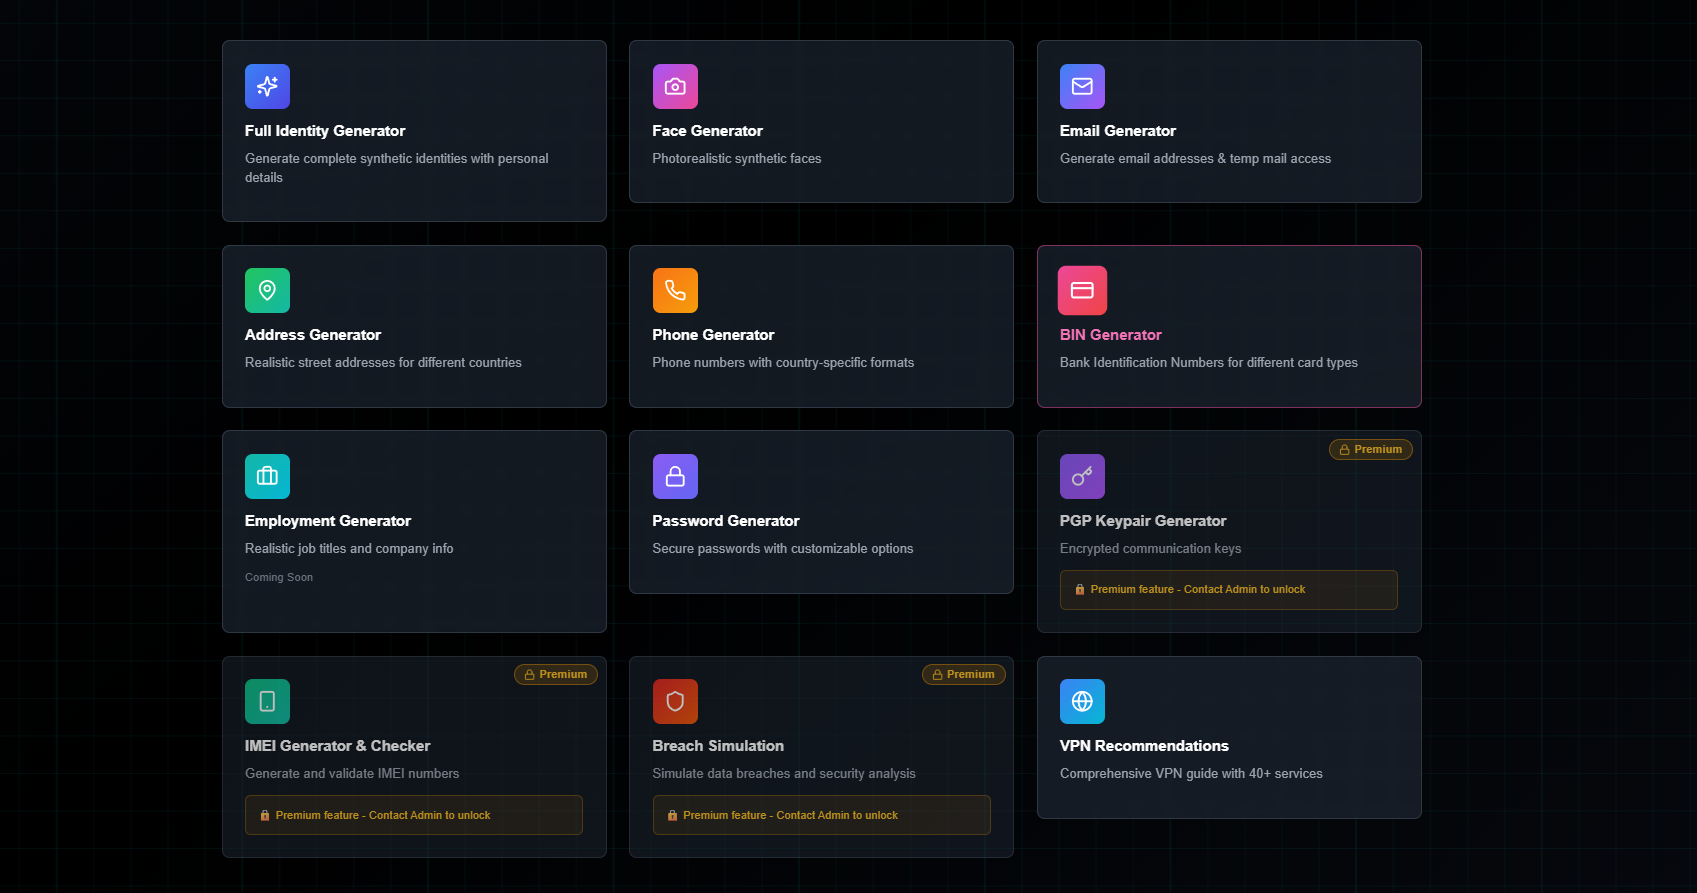 Full Identity Generator
Generate complete synthetic identities with personal
details
Face Generator
Photorealistic synthetic faces
Email Generator
Generate email addresses & temp mail access
Address Generator
Realistic street addresses for different countries
Phone Generator
Phone numbers with country-specific formats
BIN Generator
Bank Identification Numbers for different card types
Employment Generator
Realistic job titles and company info
Coming Soon
Password Generator
Secure passwords with customizable options
Premium
PGP Keypair Generator
Encrypted communication keys
Premium feature - Contact Admin to unlock
Premium
IMEI Generator & Checker
Generate and validate IMEI numbers
Premium feature - Contact Admin to unlock
Premium
Breach Simulation
Simulate data breaches and security analysis
Premium feature - Contact Admin to unlock
VPN Recommendations
Comprehensive VPN guide with 40+ services